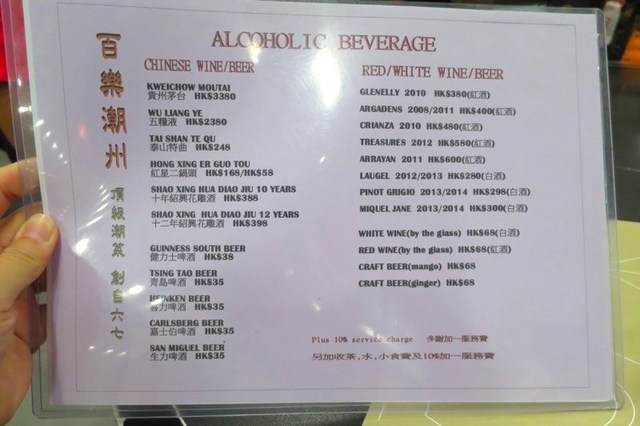 百樂潮州
頂級潮菜 創自六七
ALCOHOLIC BEVERAGE
CHINESE WINE/BEER
KWEICHOW MOUTAI
貴州茅台 HK$3380
WU LIANG YE
五糧液 HK$2380
TAI SHAN TE QU
泰山特曲 HK$248
HONG XING ER GUO TOU
紅星二鍋頭 HK$168/HK$58
SHAO XING HUA DIAO JIU 10 YEARS
十年紹興花雕酒 HK$388
SHAO XING HUA DIAO JIU 12 YEARS
十二年紹興花雕酒 HK$398
GUINNESS SOUTH BEER
健力士啤酒 HK$38
TSING TAO BEER
青島啤酒 HK$35
HEINKEN BEER
喜力啤酒 HK$35
CARLSBERG BEER
嘉士伯啤酒 HK$35
SAN MIGUEL BEER
生力啤酒 HK$35
RED/WHITE WINE/BEER
GLENELLY 2010 HK$380(紅酒)
ARGADENS 2008/2011 HK$400(紅酒)
CRIANZA 2010 HK$480(紅酒)
TREASURES 2012 HK$580(紅酒)
ARRAYAN 2011 HK$600(紅酒)
LAUGEL 2012/2013 HK$280(白酒)
PINOT GRIGIO 2013/2014 HK$298(白酒)
MIQUEL JANE 2013/2014 HK$300(白酒)
WHITE WINE(by the glass) HK$68(白酒)
RED WINE(by the glass) HK$68(紅酒)
CRAFT BEER(mango) HK$68
CRAFT BEER(ginger) HK$68
Plus 10% service charge 多謝加一服務費
另加收茶,水,小食費及10%加一服務費